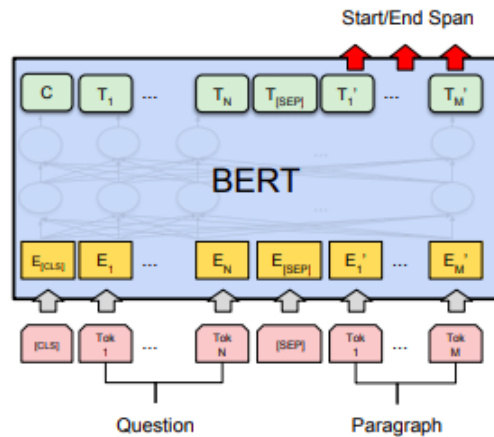 Start/End Span
C T1 ... TN T[SEP] T1' ... TM'
BERT
E[CLS] E1 ... EN E[SEP] E1' ... EM'
[CLS] Tok 1 ... Tok N [SEP] Tok 1 ... Tok M
Question Paragraph